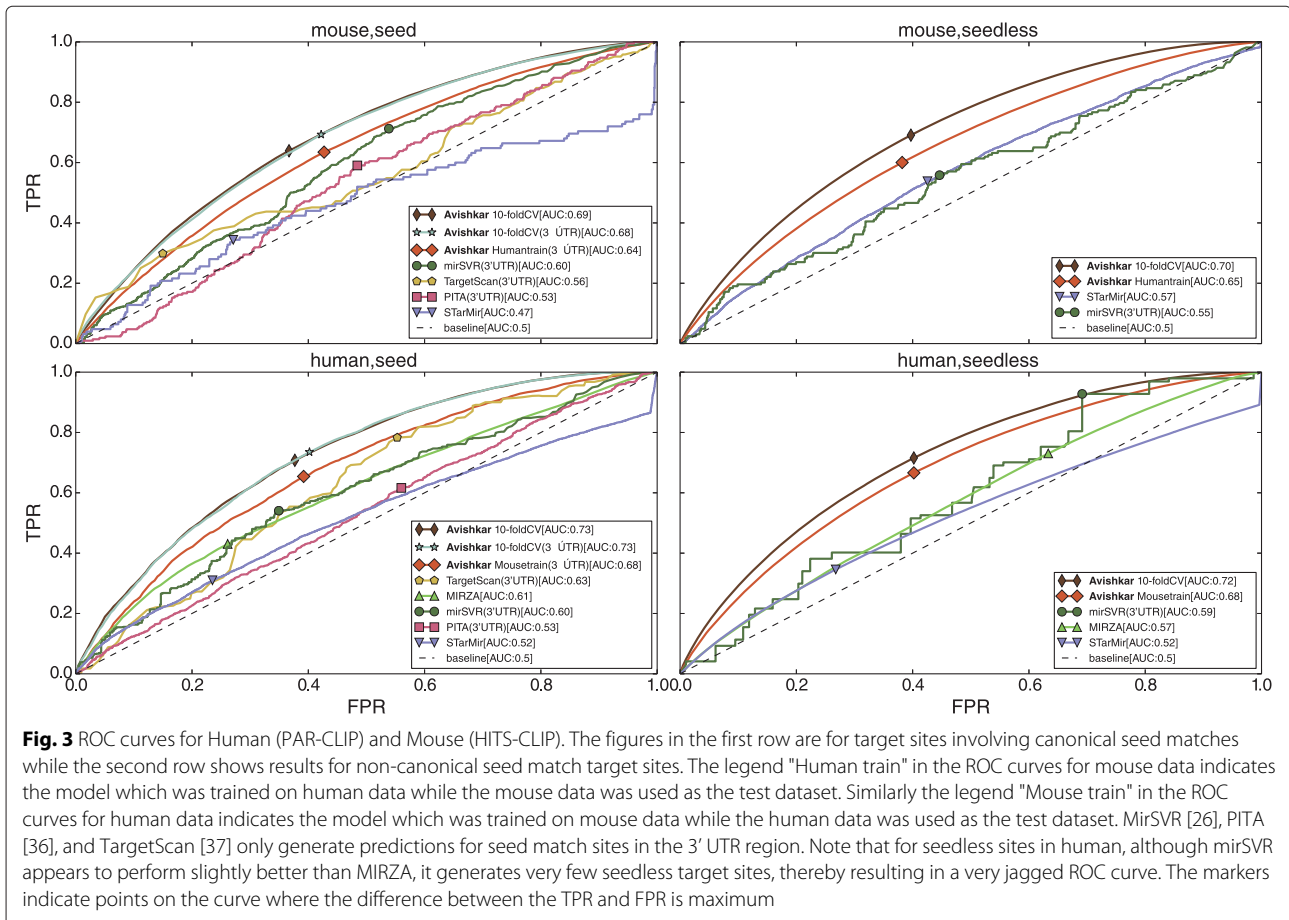 mouse,seed
mouse,seedless
1.0
0.8
0.6
0.4
0.2
0.0
TPR
Avishkar 10-foldCV[AUC:0.69]
Avishkar 10-foldCV(3 ÚTR)[AUC:0.68]
Avishkar Humantrain(3 ÚTR)[AUC:0.64]
mirSVR(3'UTR)[AUC:0.60]
TargetScan(3'UTR)[AUC:0.56]
PITA(3'UTR)[AUC:0.53]
STarMir[AUC:0.47]
baseline[AUC:0.5]
Avishkar 10-foldCV[AUC:0.70]
Avishkar Humantrain[AUC:0.65]
STarMir[AUC:0.57]
mirSVR(3'UTR)[AUC:0.55]
baseline[AUC:0.5]
human,seed
human,seedless
1.0
0.8
0.6
0.4
0.2
0.0
TPR
Avishkar 10-foldCV[AUC:0.73]
Avishkar 10-foldCV(3 ÚTR)[AUC:0.73]
Avishkar Mousetrain(3 ÚTR)[AUC:0.68]
TargetScan(3'UTR)[AUC:0.63]
MIRZA[AUC:0.61]
mirSVR(3'UTR)[AUC:0.60]
PITA(3'UTR)[AUC:0.53]
STarMir[AUC:0.52]
baseline[AUC:0.5]
Avishkar 10-foldCV[AUC:0.72]
Avishkar Mousetrain[AUC:0.68]
mirSVR(3'UTR)[AUC:0.59]
MIRZA[AUC:0.57]
STarMir[AUC:0.52]
baseline[AUC:0.5]
0.0 0.2 0.4 0.6 0.8 1.0
0.0 0.2 0.4 0.6 0.8 1.0
FPR
FPR
Fig. 3 ROC curves for Human (PAR-CLIP) and Mouse (HITS-CLIP). The figures in the first row are for target sites involving canonical seed matches
while the second row shows results for non-canonical seed match target sites. The legend "Human train" in the ROC curves for mouse data indicates
the model which was trained on human data while the mouse data was used as the test dataset. Similarly the legend "Mouse train" in the ROC
curves for human data indicates the model which was trained on mouse data while the human data was used as the test dataset. MirSVR [26], PITA
[36], and TargetScan [37] only generate predictions for seed match sites in the 3' UTR region. Note that for seedless sites in human, although mirSVR
appears to perform slightly better than MIRZA, it generates very few seedless target sites, thereby resulting in a very jagged ROC curve. The markers
indicate points on the curve where the difference between the TPR and FPR is maximum